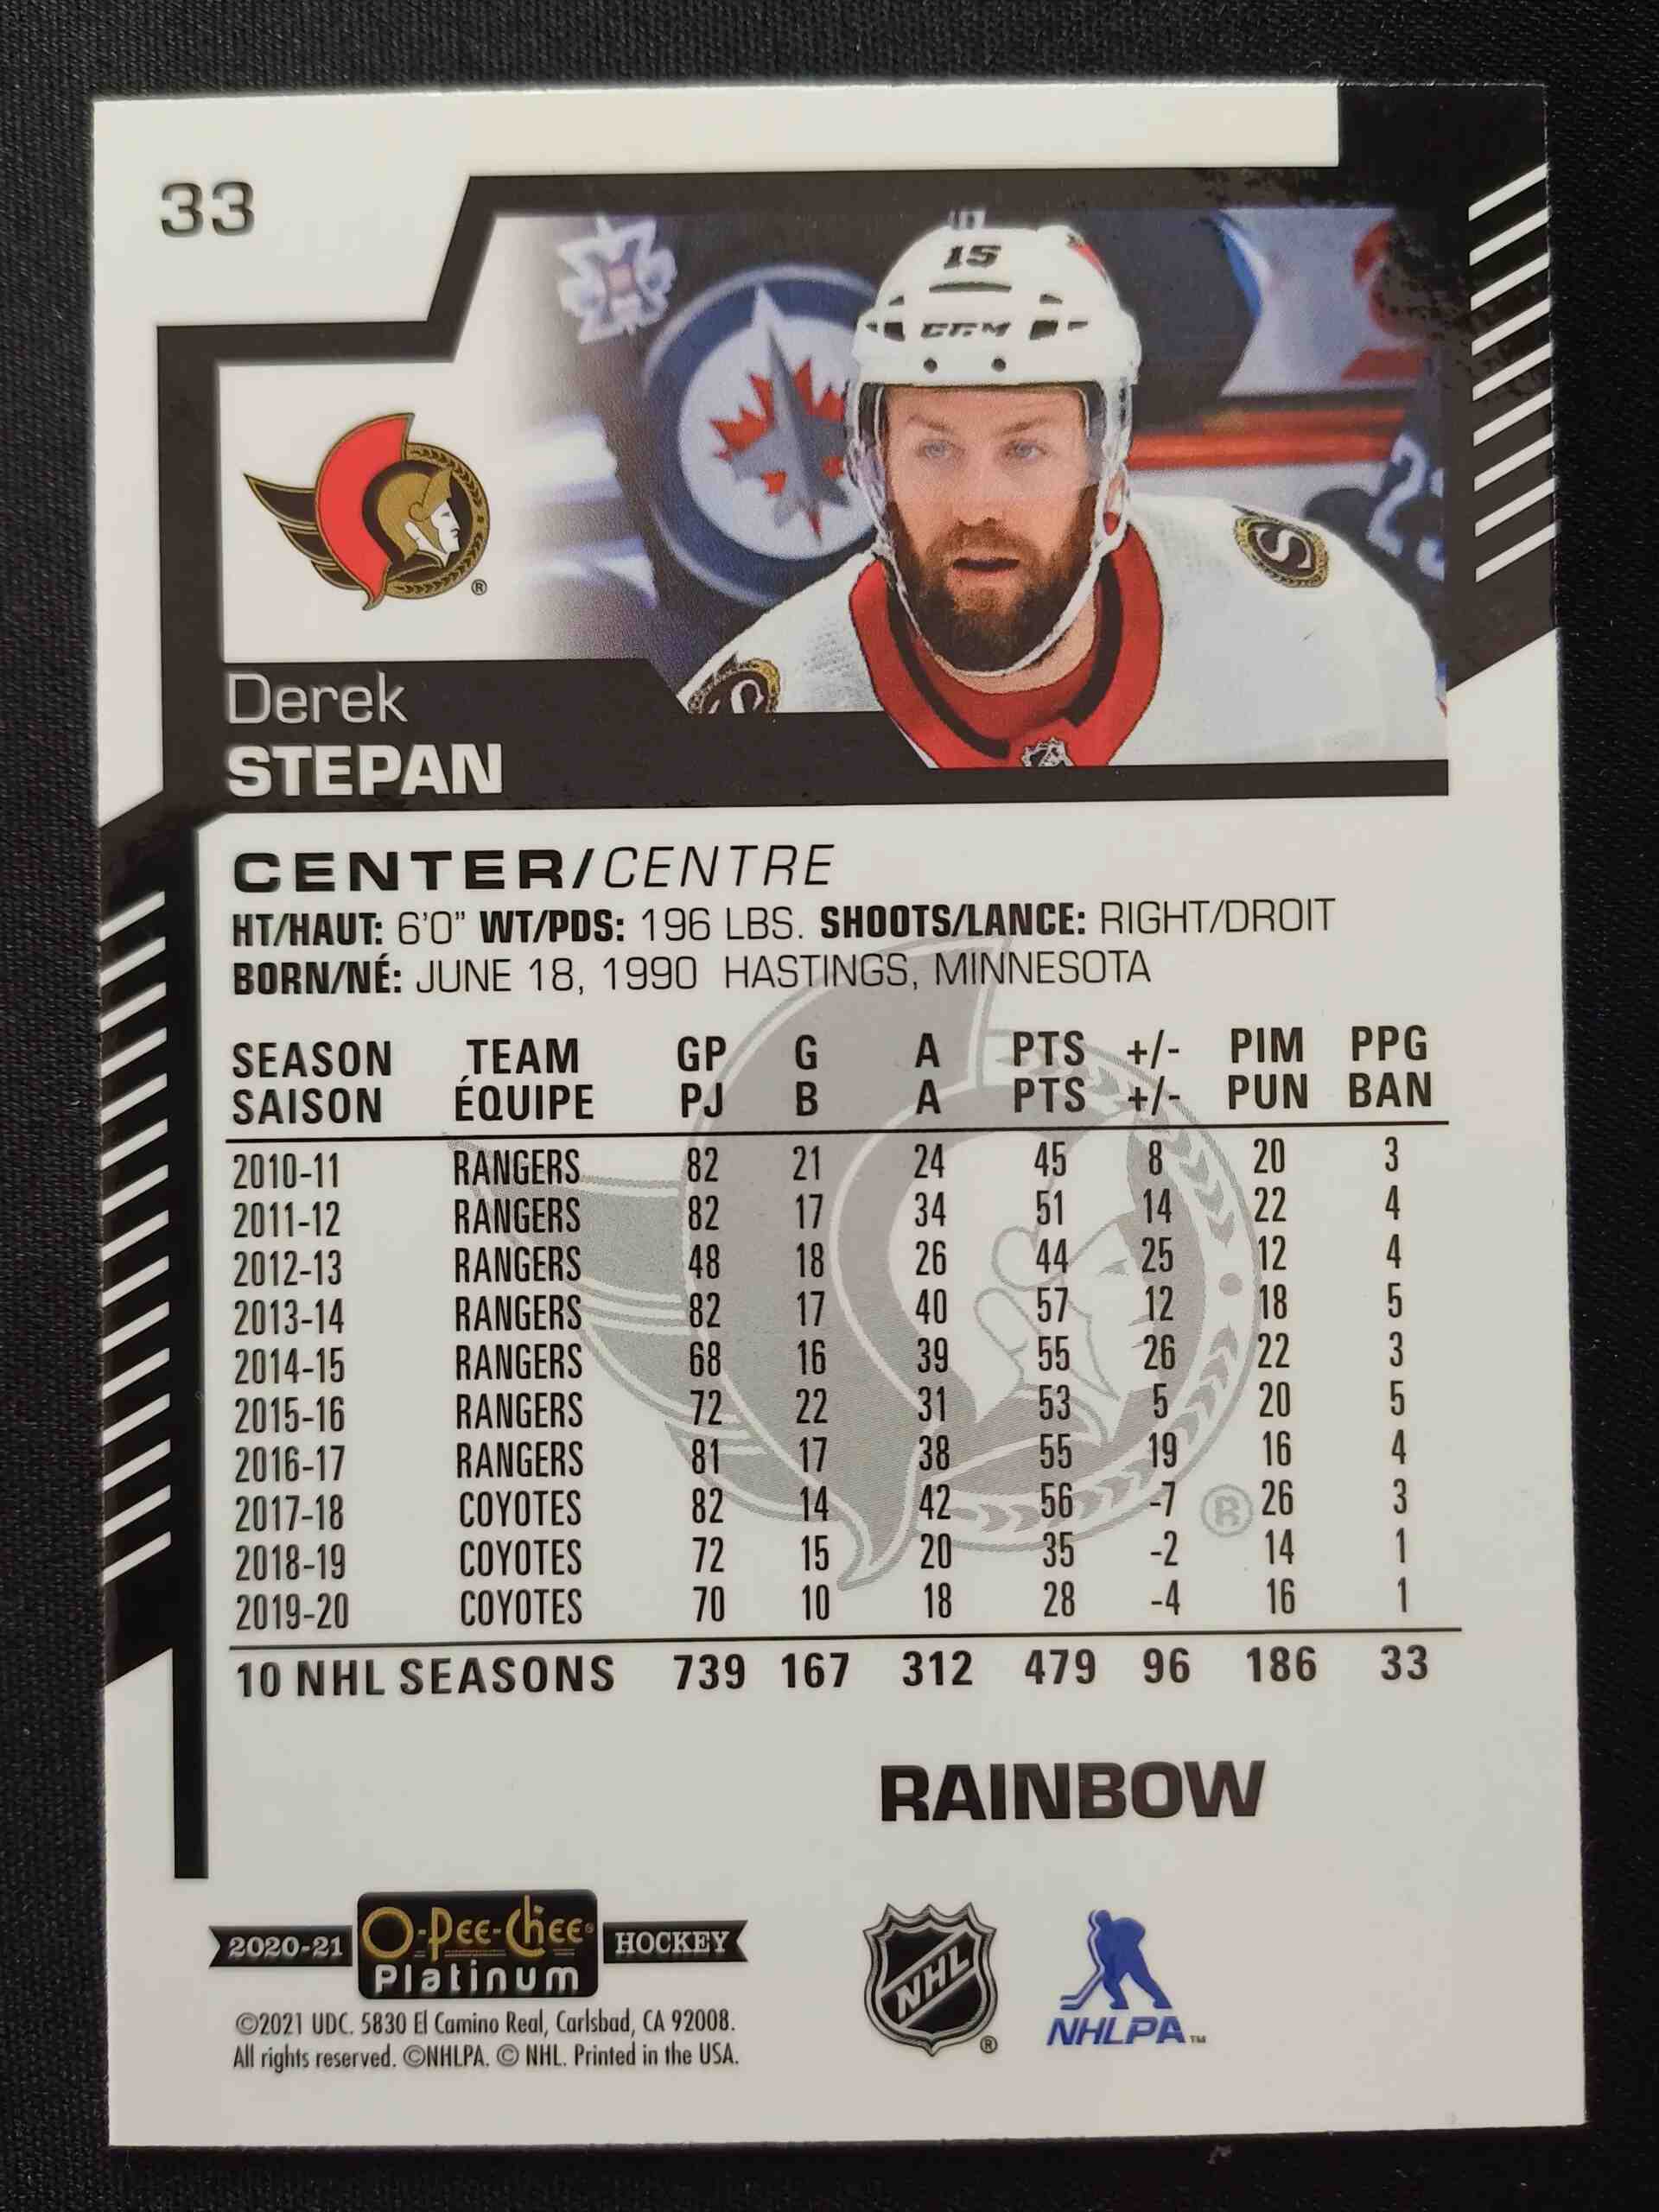 33
15
CCM
®
Derek
STEPAN
CENTER/CENTRE
HT/HAUT: 6'0" WT/PDS: 196 LBS. SHOOTS/LANCE: RIGHT/DROIT
BORN/NÉ: JUNE 18, 1990 HASTINGS, MINNESOTA
SEASON TEAM GP G A PTS +/- PIM PPG
SAISON ÉQUIPE PJ B A PTS +/- PUN BAN
2010-11 RANGERS 82 21 24 45 8 20 3
2011-12 RANGERS 82 17 34 51 14 22 4
2012-13 RANGERS 48 18 26 44 25 12 4
2013-14 RANGERS 82 17 40 57 12 18 5
2014-15 RANGERS 68 16 39 55 26 22 3
2015-16 RANGERS 72 22 31 53 5 20 5
2016-17 RANGERS 81 17 38 55 19 16 4
2017-18 COYOTES 82 14 42 56 -7 26 3
2018-19 COYOTES 72 15 20 35 -2 14 1
2019-20 COYOTES 70 10 18 28 -4 16 1
10 NHL SEASONS 739 167 312 479 96 186 33
RAINBOW
2020-21 O-Pee-Chee® Platinum HOCKEY
NHL ®
NHLPA™
©2021 UDC. 5830 El Camino Real, Carlsbad, CA 92008.
All rights reserved. ©NHLPA. © NHL. Printed in the USA.